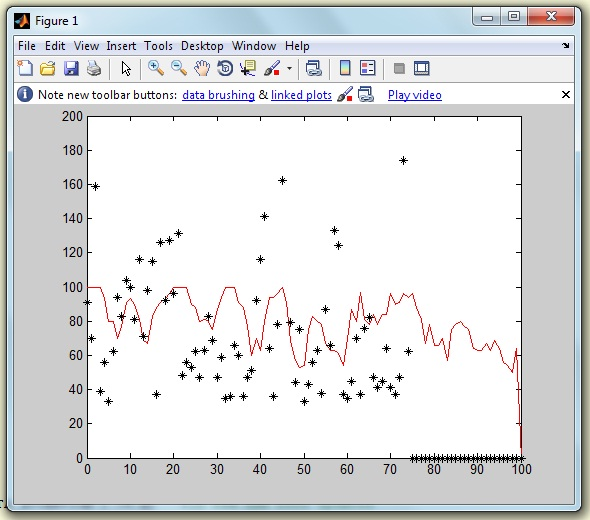 Figure 1
File Edit View Insert Tools Desktop Window Help
Note new toolbar buttons: data brushing & linked plots Play video
200
180
160
140
120
100
80
60
40
20
0
0 10 20 30 40 50 60 70 80 90 100